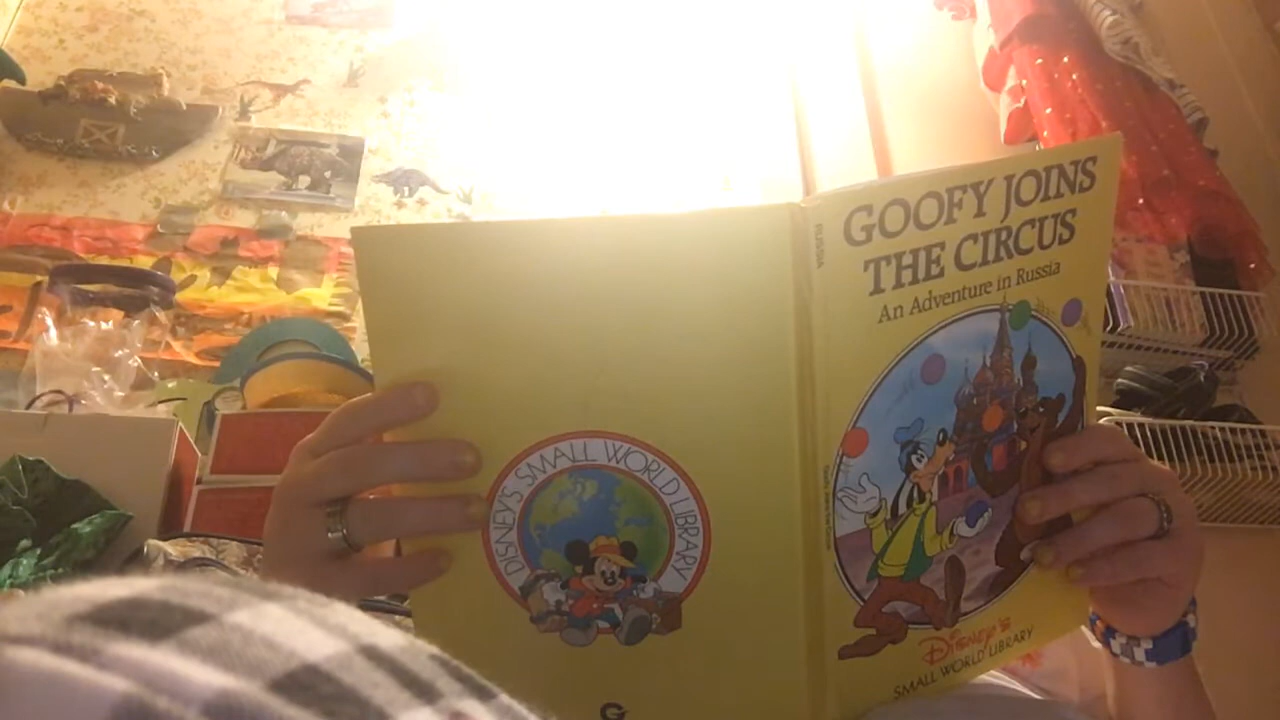 GOOFY JOINS
THE CIRCUS
An Adventure in Russia
RUSSIA
DISNEY'S SMALL WORLD LIBRARY
DISNEY'S
SMALL WORLD LIBRARY
G